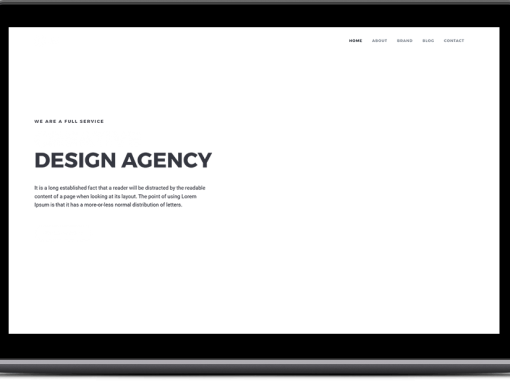 HOME ABOUT BRAND BLOG CONTACT
WE ARE A FULL SERVICE
DESIGN AGENCY
It is a long established fact that a reader will be distracted by the readable
content of a page when looking at its layout. The point of using Lorem
Ipsum is that it has a more-or-less normal distribution of letters.